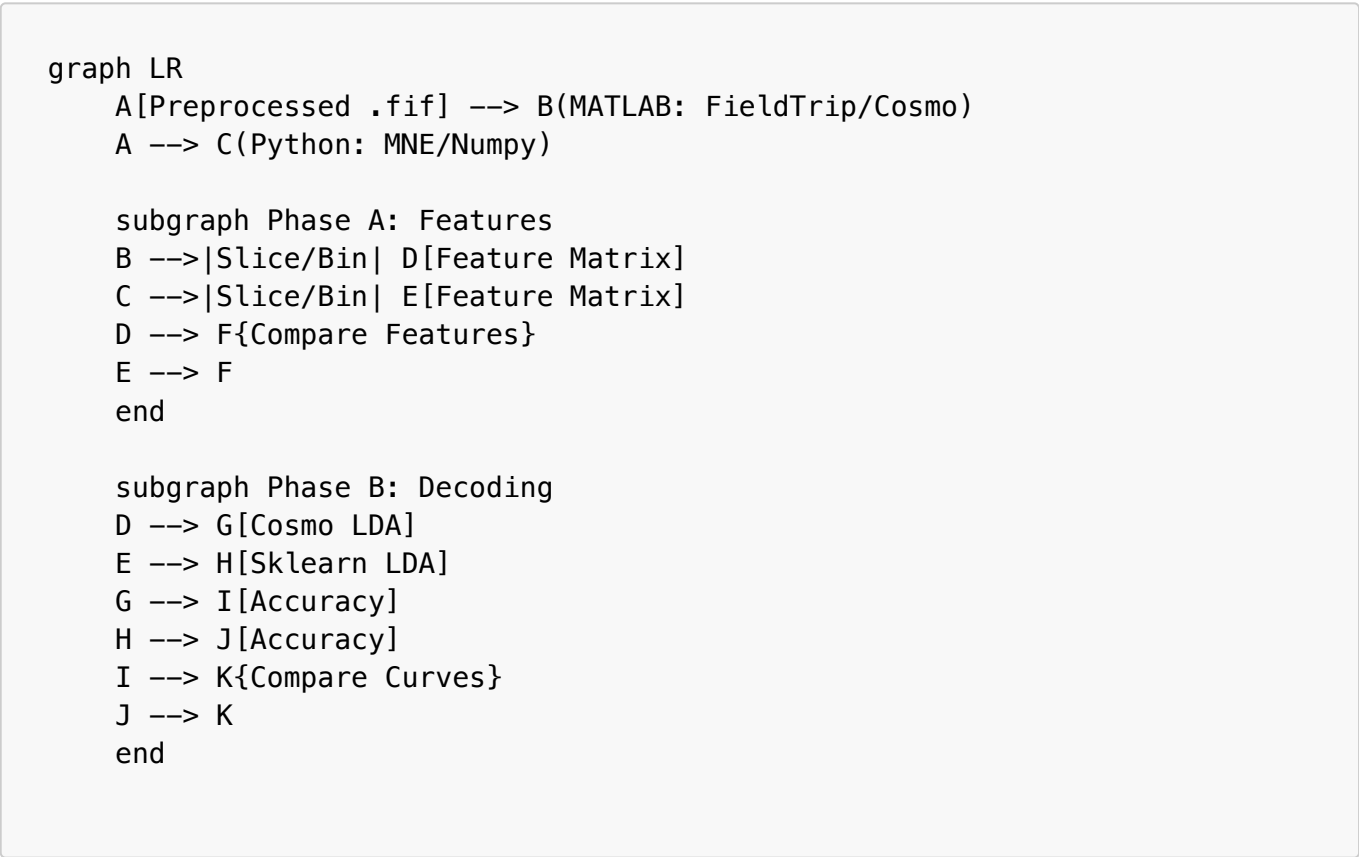 graph LR
    A[Preprocessed .fif] --> B(MATLAB: FieldTrip/Cosmo)
    A --> C(Python: MNE/Numpy)

    subgraph Phase A: Features
    B -->|Slice/Bin| D[Feature Matrix]
    C -->|Slice/Bin| E[Feature Matrix]
    D --> F{Compare Features}
    E --> F
    end

    subgraph Phase B: Decoding
    D --> G[Cosmo LDA]
    E --> H[Sklearn LDA]
    G --> I[Accuracy]
    H --> J[Accuracy]
    I --> K{Compare Curves}
    J --> K
    end